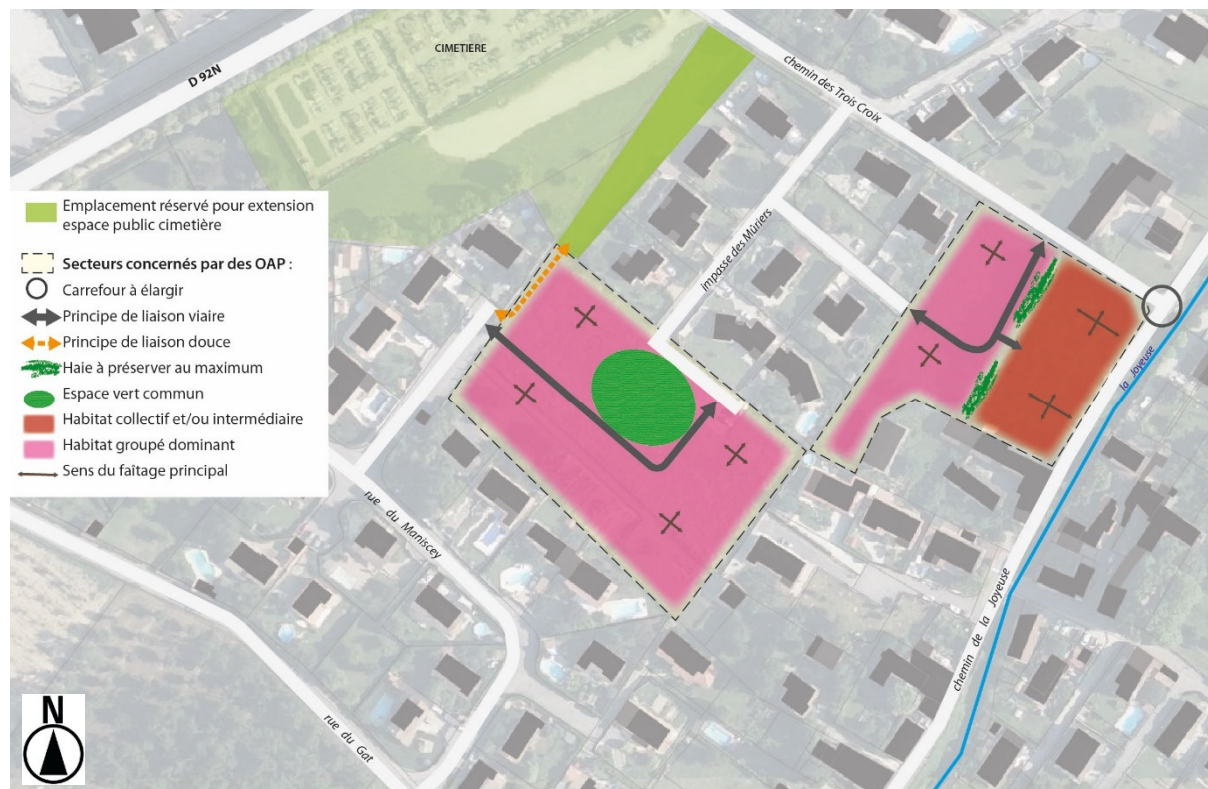 CIMETIERE
D 92N
chemin des Trois Croix
Emplacement réservé pour extension
espace public cimetière
Secteurs concernés par des OAP :
Carrefour à élargir
Principe de liaison viaire
Principe de liaison douce
Haie à préserver au maximum
Espace vert commun
Habitat collectif et/ou intermédiaire
Habitat groupé dominant
Sens du faîtage principal
impasse des Mûriers
la Joyeuse
rue du Maniscey
chemin de la Joyeuse
rue du Gat
N